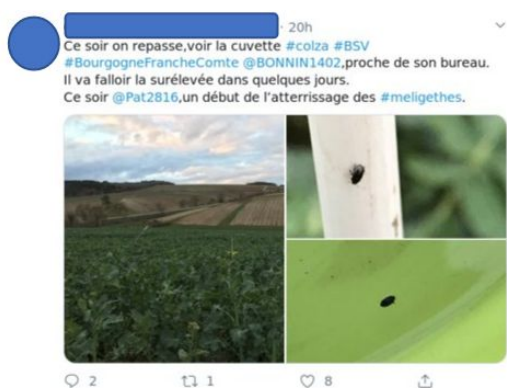 · 20h
Ce soir on repasse,voir la cuvette #colza #BSV
#BourgogneFrancheComte @BONNIN1402,proche de son bureau.
Il va falloir la surélevée dans quelques jours.
Ce soir @Pat2816,un début de l'atterrissage des #meligethes.
2 1 8